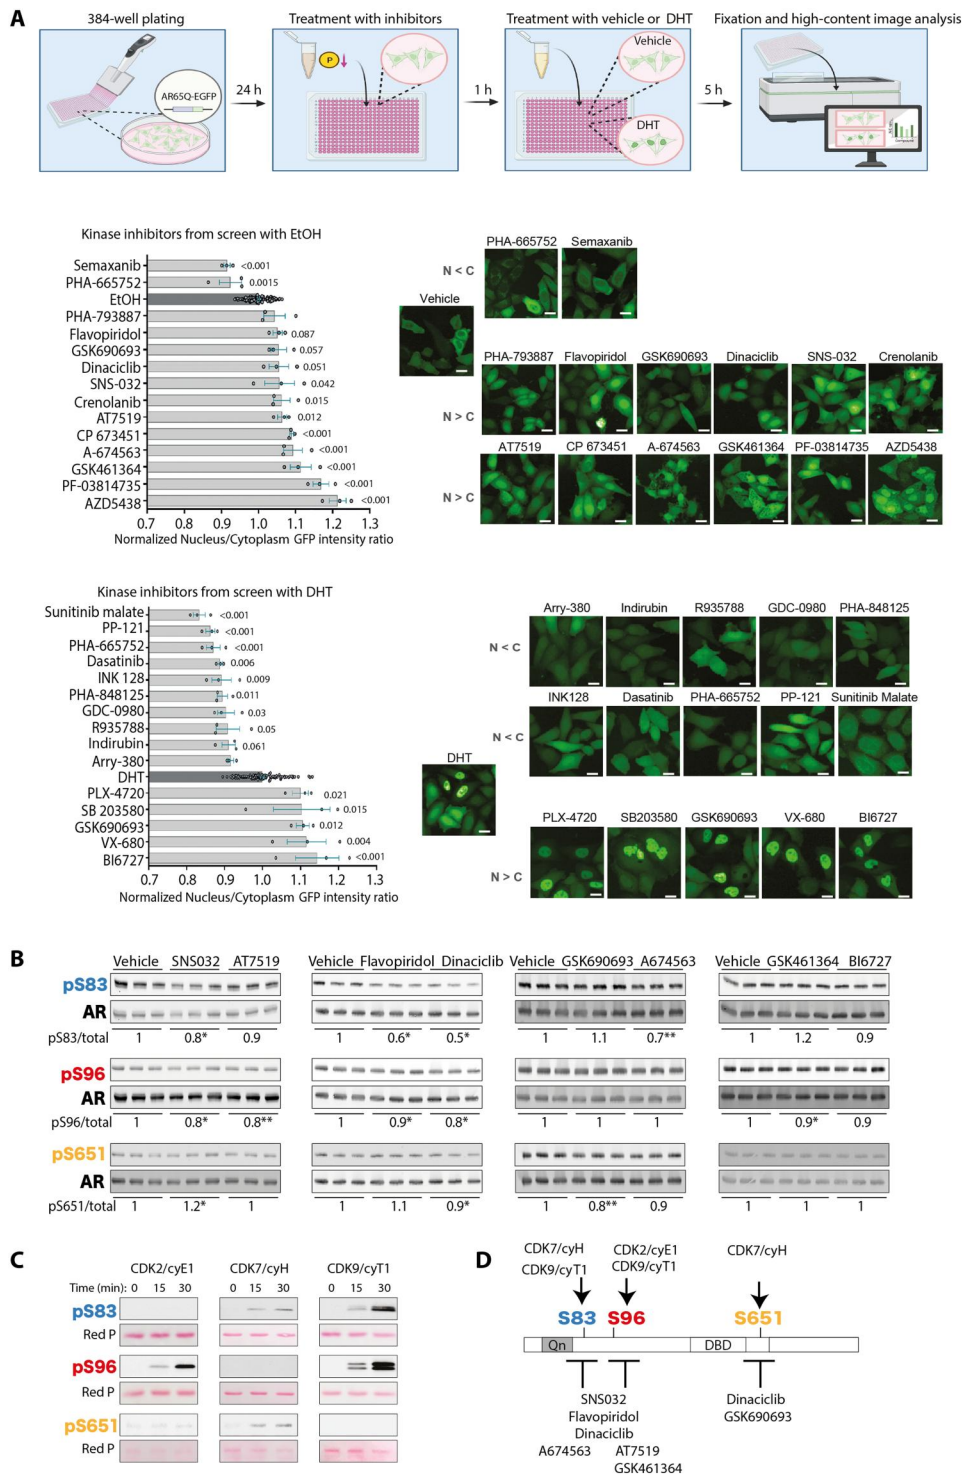 A
384-well plating
Treatment with inhibitors
Treatment with vehicle or DHT
Fixation and high-content image analysis
AR65Q-EGFP
24 h
P
1 h
Vehicle
DHT
5 h
Compound
Kinase inhibitors from screen with EtOH
Semaxanib <0.001
PHA-665752 0.0015
EtOH
PHA-793887
Flavopiridol 0.087
GSK690693 0.057
Dinaciclib 0.051
SNS-032 0.042
Crenolanib 0.015
AT7519 0.012
CP 673451 <0.001
A-674563 <0.001
GSK461364 <0.001
PF-03814735 <0.001
AZD5438 <0.001
0.7 0.8 0.9 1.0 1.1 1.2 1.3
Normalized Nucleus/Cytoplasm GFP intensity ratio
PHA-665752 Semaxanib
N < C
Vehicle
PHA-793887 Flavopiridol GSK690693 Dinaciclib SNS-032 Crenolanib
N > C
AT7519 CP 673451 A-674563 GSK461364 PF-03814735 AZD5438
N > C
Kinase inhibitors from screen with DHT
Sunitinib malate <0.001
PP-121 <0.001
PHA-665752 <0.001
Dasatinib 0.006
INK 128 0.009
PHA-848125 0.011
GDC-0980 0.03
R935788 0.05
Indirubin 0.061
Arry-380
DHT
PLX-4720 0.021
SB 203580 0.015
GSK690693 0.012
VX-680 0.004
BI6727 <0.001
0.7 0.8 0.9 1.0 1.1 1.2 1.3
Normalized Nucleus/Cytoplasm GFP intensity ratio
Arry-380 Indirubin R935788 GDC-0980 PHA-848125
N < C
INK128 Dasatinib PHA-665752 PP-121 Sunitinib Malate
N < C
DHT
PLX-4720 SB203580 GSK690693 VX-680 BI6727
N > C
B
Vehicle SNS032 AT7519 Vehicle Flavopiridol Dinaciclib Vehicle GSK690693 A674563 Vehicle GSK461364 BI6727
pS83
AR
pS83/total 1 0.8* 0.9 1 0.6* 0.5* 1 1.1 0.7** 1 1.2 0.9
pS96
AR
pS96/total 1 0.8* 0.8** 1 0.9* 0.8* 1 1 1 1 0.9* 0.9
pS651
AR
pS651/total 1 1.2* 1 1 1.1 0.9* 1 0.8** 0.9 1 1 1
C
CDK2/cyE1 CDK7/cyH CDK9/cyT1
Time (min): 0 15 30 0 15 30 0 15 30
pS83
Red P
pS96
Red P
pS651
Red P
D
CDK7/cyH CDK2/cyE1 CDK7/cyH
CDK9/cyT1 CDK9/cyT1
S83 S96 S651
Qn DBD
SNS032 Dinaciclib
Flavopiridol GSK690693
Dinaciclib
A674563 AT7519
GSK461364